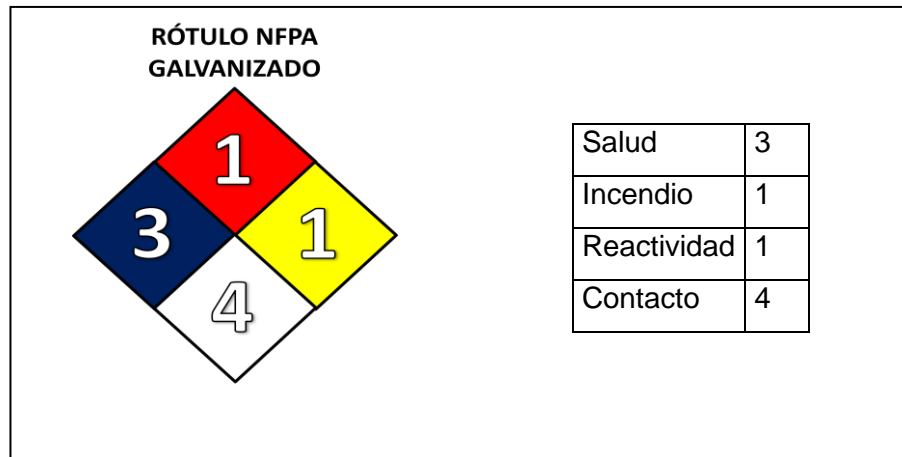 RÓTULO NFPA
GALVANIZADO
1
3
1
4
Salud 3
Incendio 1
Reactividad 1
Contacto 4